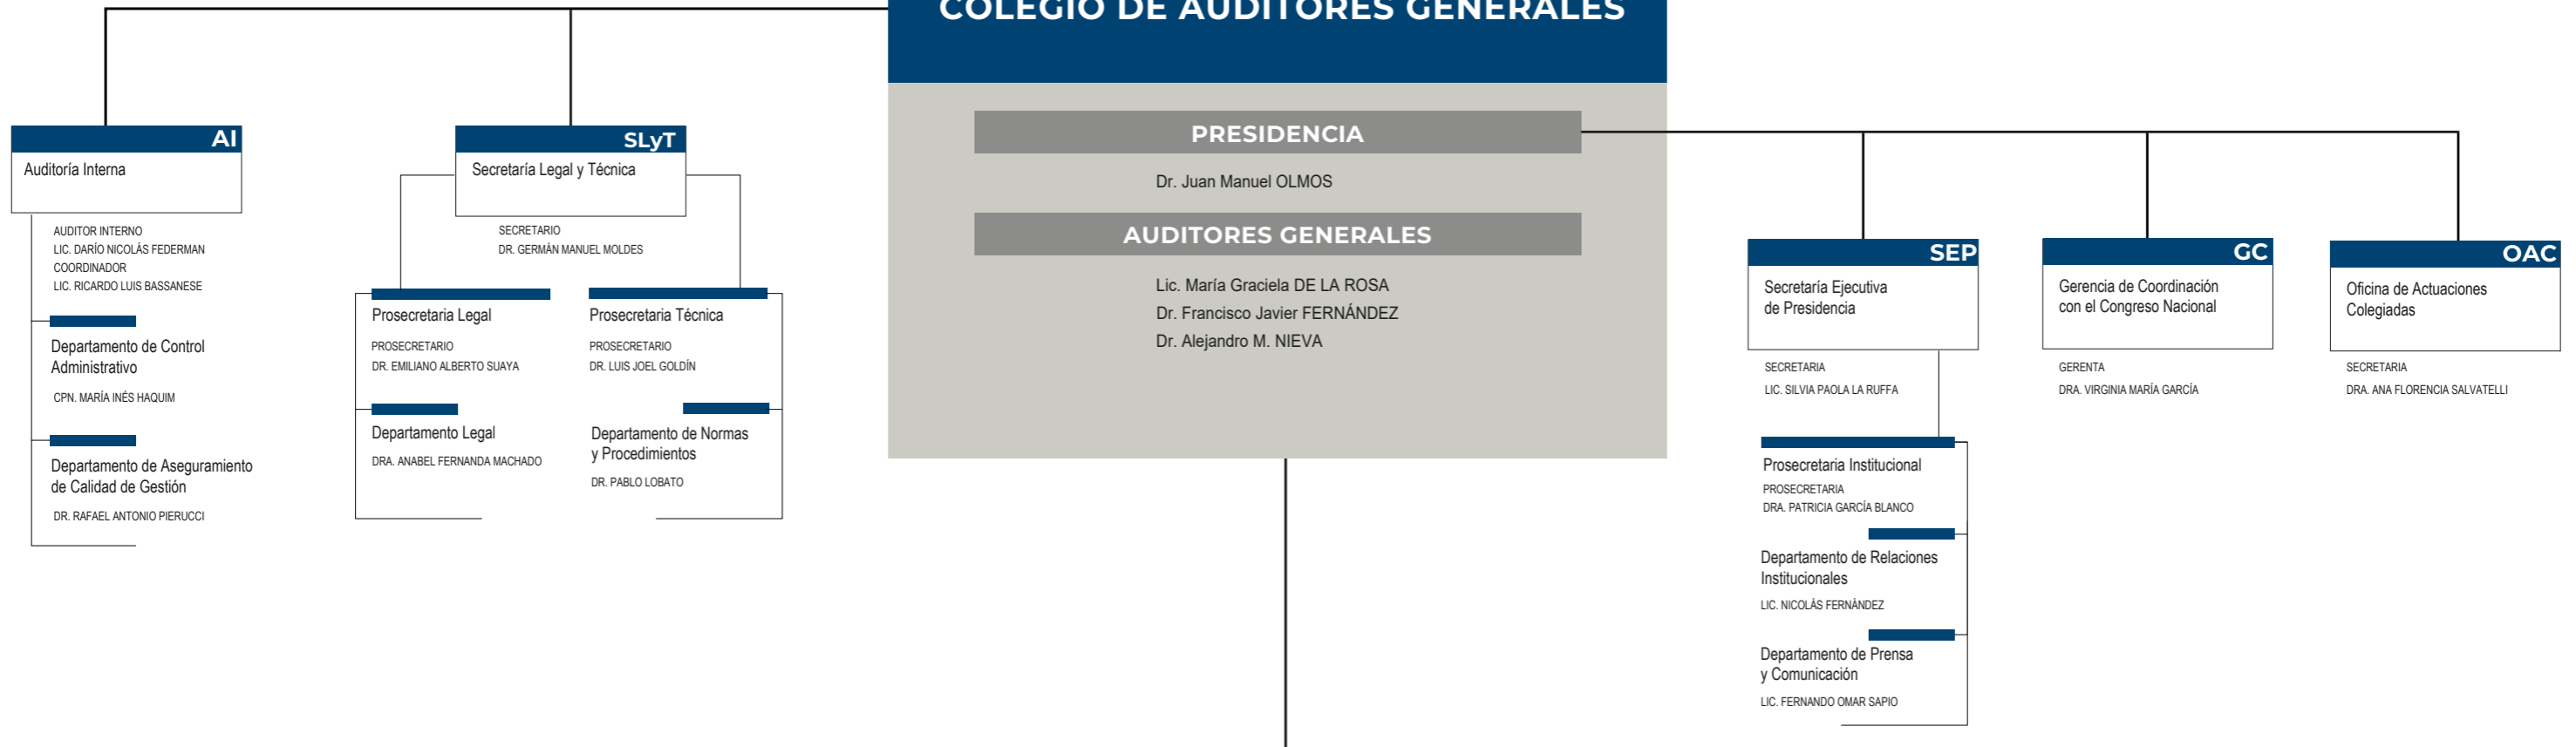 COLEGIO DE AUDITORES GENERALES
PRESIDENCIA
Dr. Juan Manuel OLMOS
AUDITORES GENERALES
Lic. María Graciela DE LA ROSA
Dr. Francisco Javier FERNÁNDEZ
Dr. Alejandro M. NIEVA
AI
Auditoría Interna
AUDITOR INTERNO
LIC. DARÍO NICOLÁS FEDERMAN
COORDINADOR
LIC. RICARDO LUIS BASSANESE
Departamento de Control
Administrativo
CPN. MARÍA INÉS HAQUIM
Departamento de Aseguramiento
de Calidad de Gestión
DR. RAFAEL ANTONIO PIERUCCI
SLyT
Secretaría Legal y Técnica
SECRETARIO
DR. GERMÁN MANUEL MOLDES
Prosecretaria Legal
PROSECRETARIO
DR. EMILIANO ALBERTO SUAYA
Departamento Legal
DRA. ANABEL FERNANDA MACHADO
Prosecretaria Técnica
PROSECRETARIO
DR. LUIS JOEL GOLDÍN
Departamento de Normas
y Procedimientos
DR. PABLO LOBATO
SEP
Secretaría Ejecutiva
de Presidencia
SECRETARIA
LIC. SILVIA PAOLA LA RUFFA
Prosecretaria Institucional
PROSECRETARIA
DRA. PATRICIA GARCÍA BLANCO
Departamento de Relaciones
Institucionales
LIC. NICOLÁS FERNÁNDEZ
Departamento de Prensa
y Comunicación
LIC. FERNANDO OMAR SAPIO
GC
Gerencia de Coordinación
con el Congreso Nacional
GERENTA
DRA. VIRGINIA MARÍA GARCÍA
OAC
Oficina de Actuaciones
Colegiadas
SECRETARIA
DRA. ANA FLORENCIA SALVATELLI